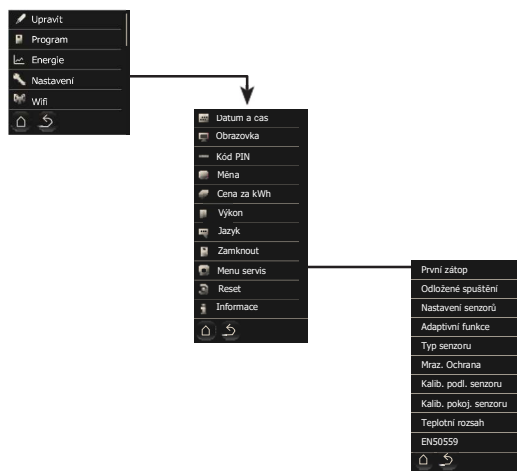 Upravit
Program
Energie
Nastavení
Wifi
Datum a cas
Obrazovka
Kód PIN
Měna
Cena za kWh
Výkon
Jazyk
Zamknout
Menu servis
Reset
Informace
První zátop
Odložené spuštění
Nastavení senzorů
Adaptivní funkce
Typ senzoru
Mraz. Ochrana
Kalib. podl. senzoru
Kalib. pokoj. senzoru
Teplotní rozsah
EN50559